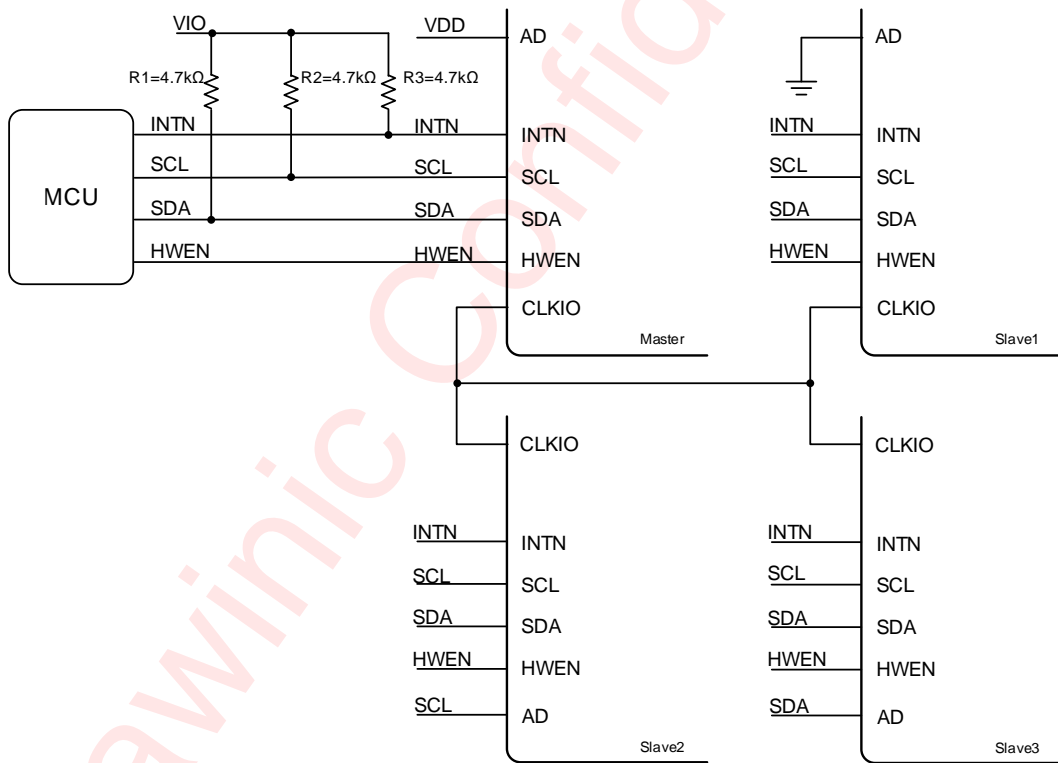 VIO
VDD
AD
AD
R1=4.7kΩ
R2=4.7kΩ
R3=4.7kΩ
MCU
INTN
INTN
INTN
INTN
INTN
SCL
SCL
SCL
SCL
SCL
SDA
SDA
SDA
SDA
SDA
HWEN
HWEN
HWEN
HWEN
HWEN
CLKIO
CLKIO
Master
Slave1
CLKIO
CLKIO
INTN
INTN
INTN
INTN
SCL
SCL
SCL
SCL
SDA
SDA
SDA
SDA
HWEN
HWEN
HWEN
HWEN
SCL
AD
SDA
AD
Slave2
Slave3
awinic Confid